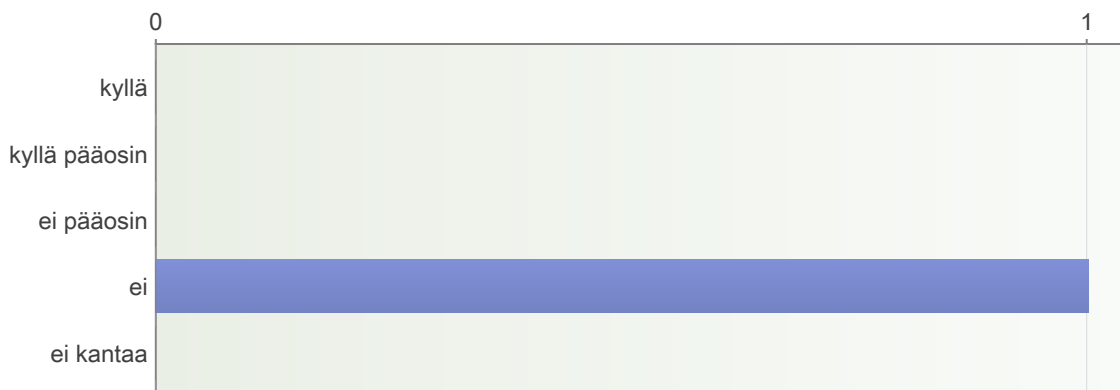 0 1
kyllä
kyllä pääosin
ei pääosin
ei
ei kantaa